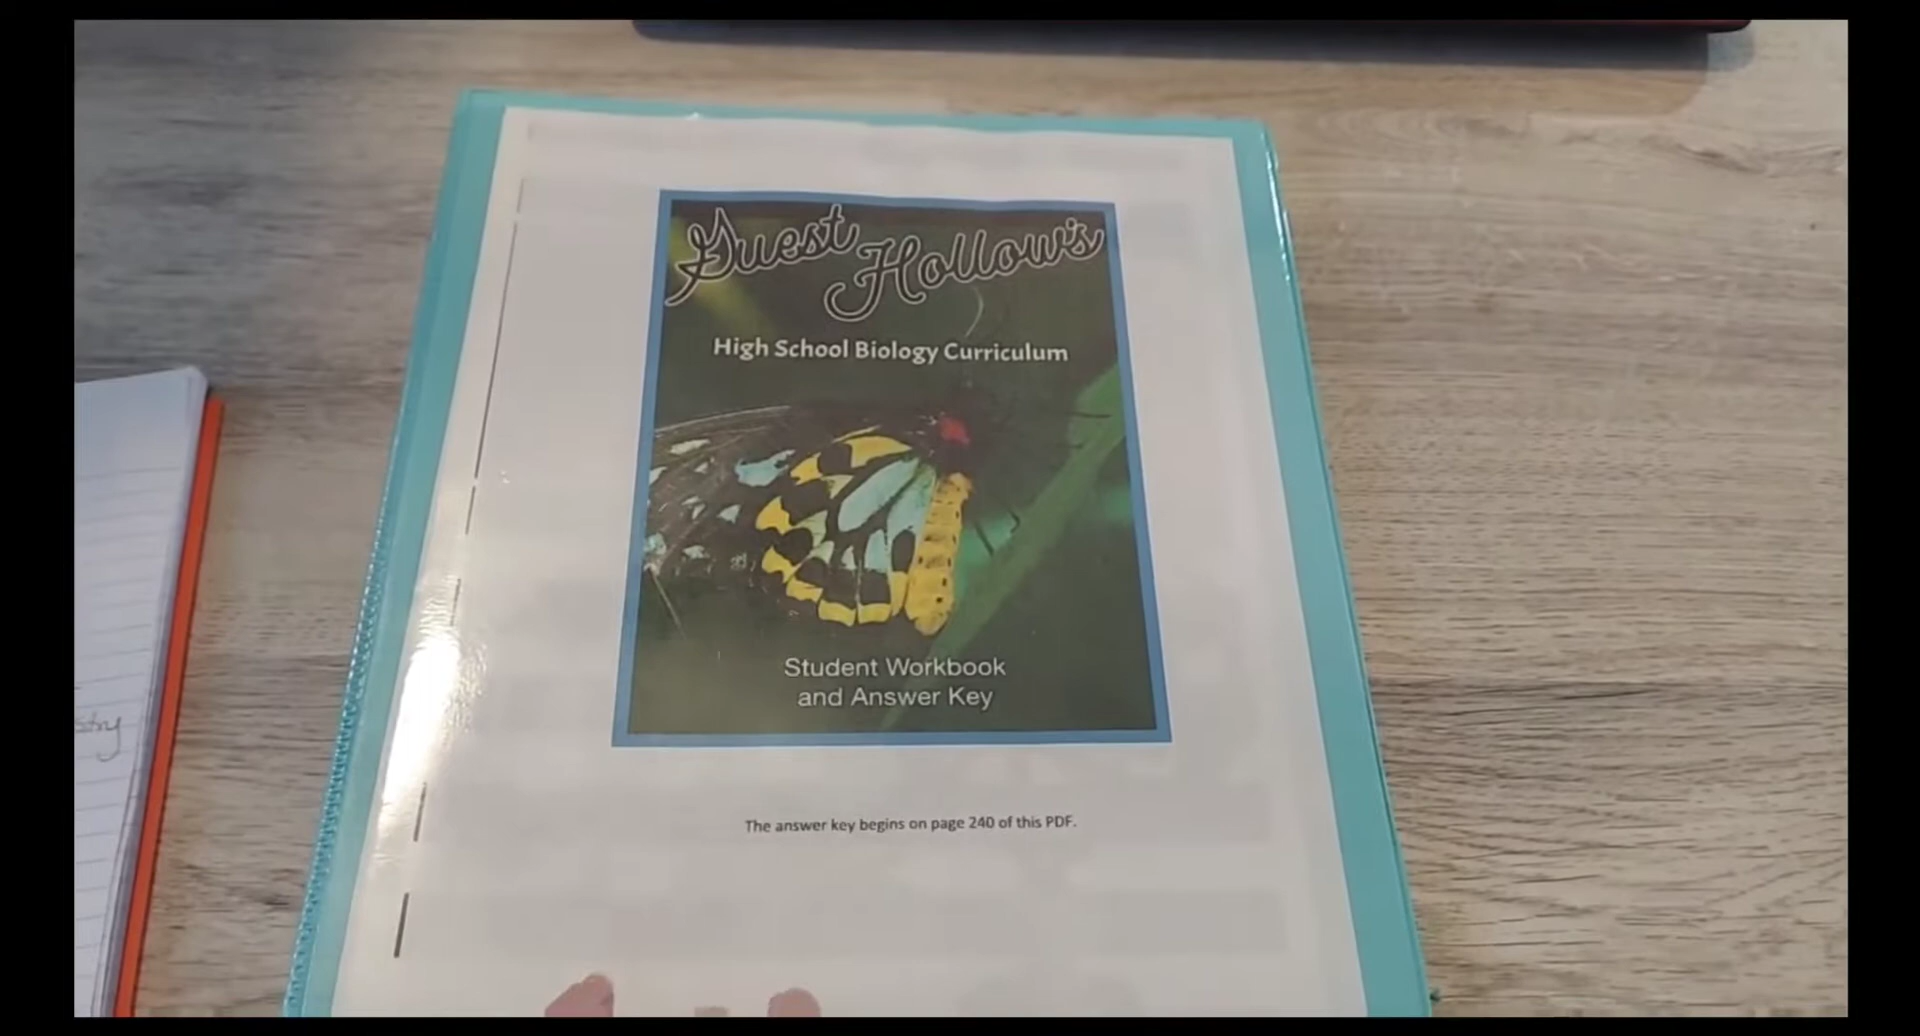 Guest Hollow's
High School Biology Curriculum
Student Workbook
and Answer Key
The answer key begins on page 240 of this PDF.